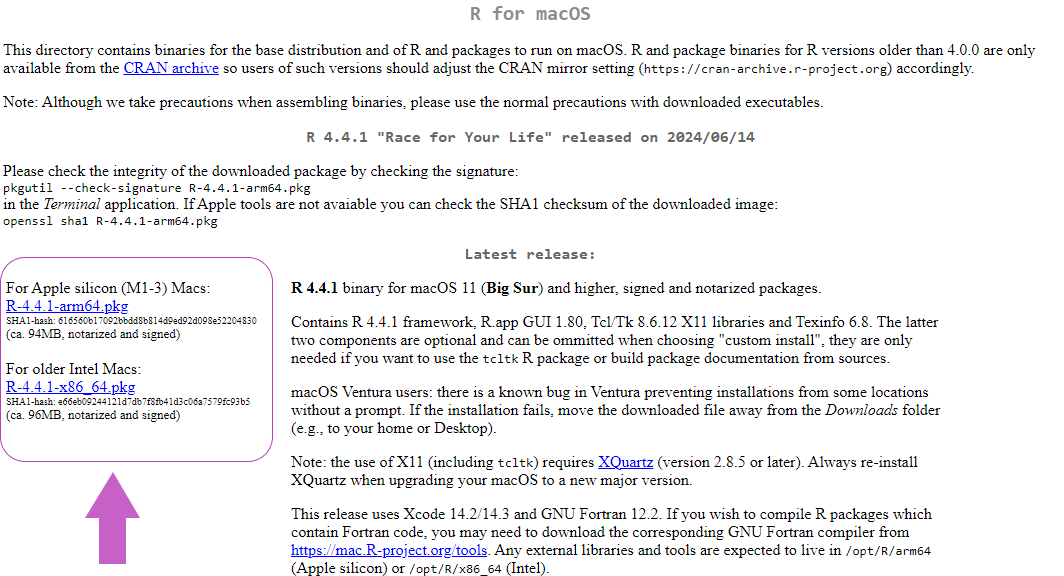 R for macOS
This directory contains binaries for the base distribution and of R and packages to run on macOS. R and package binaries for R versions older than 4.0.0 are only
available from the CRAN archive so users of such versions should adjust the CRAN mirror setting (https://cran-archive.r-project.org) accordingly.
Note: Although we take precautions when assembling binaries, please use the normal precautions with downloaded executables.
R 4.4.1 "Race for Your Life" released on 2024/06/14
Please check the integrity of the downloaded package by checking the signature:
pkgutil --check-signature R-4.4.1-arm64.pkg
in the Terminal application. If Apple tools are not avaiable you can check the SHA1 checksum of the downloaded image:
openssl sha1 R-4.4.1-arm64.pkg
Latest release:
For Apple silicon (M1-3) Macs:
R-4.4.1-arm64.pkg
SHA1-hash: 616560b17092bbdd8b814d9ed92d098e52204830
(ca. 94MB, notarized and signed)
For older Intel Macs:
R-4.4.1-x86_64.pkg
SHA1-hash: e66eb09244121d7db7f8fb41d3c06a7579fc93b5
(ca. 96MB, notarized and signed)
R 4.4.1 binary for macOS 11 (Big Sur) and higher, signed and notarized packages.
Contains R 4.4.1 framework, R.app GUI 1.80, Tcl/Tk 8.6.12 X11 libraries and Texinfo 6.8. The latter
two components are optional and can be ommitted when choosing "custom install", they are only
needed if you want to use the tcltk R package or build package documentation from sources.
macOS Ventura users: there is a known bug in Ventura preventing installations from some locations
without a prompt. If the installation fails, move the downloaded file away from the Downloads folder
(e.g., to your home or Desktop).
Note: the use of X11 (including tcltk) requires XQuartz (version 2.8.5 or later). Always re-install
XQuartz when upgrading your macOS to a new major version.
This release uses Xcode 14.2/14.3 and GNU Fortran 12.2. If you wish to compile R packages which
contain Fortran code, you may need to download the corresponding GNU Fortran compiler from
https://mac.R-project.org/tools. Any external libraries and tools are expected to live in /opt/R/arm64
(Apple silicon) or /opt/R/x86_64 (Intel).